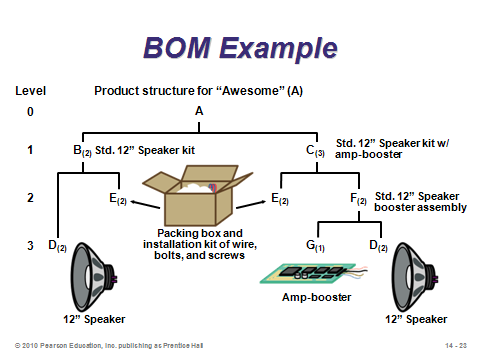 BOM Example
Level
Product structure for “Awesome” (A)
0
A
1
B(2) Std. 12” Speaker kit
C(3)
Std. 12” Speaker kit w/
amp-booster
2
E(2)
E(2)
F(2)
Std. 12” Speaker
booster assembly
Packing box and
installation kit of wire,
bolts, and screws
3
D(2)
G(1)
D(2)
Amp-booster
12” Speaker
12” Speaker
© 2010 Pearson Education, Inc. publishing as Prentice Hall
14 - 23